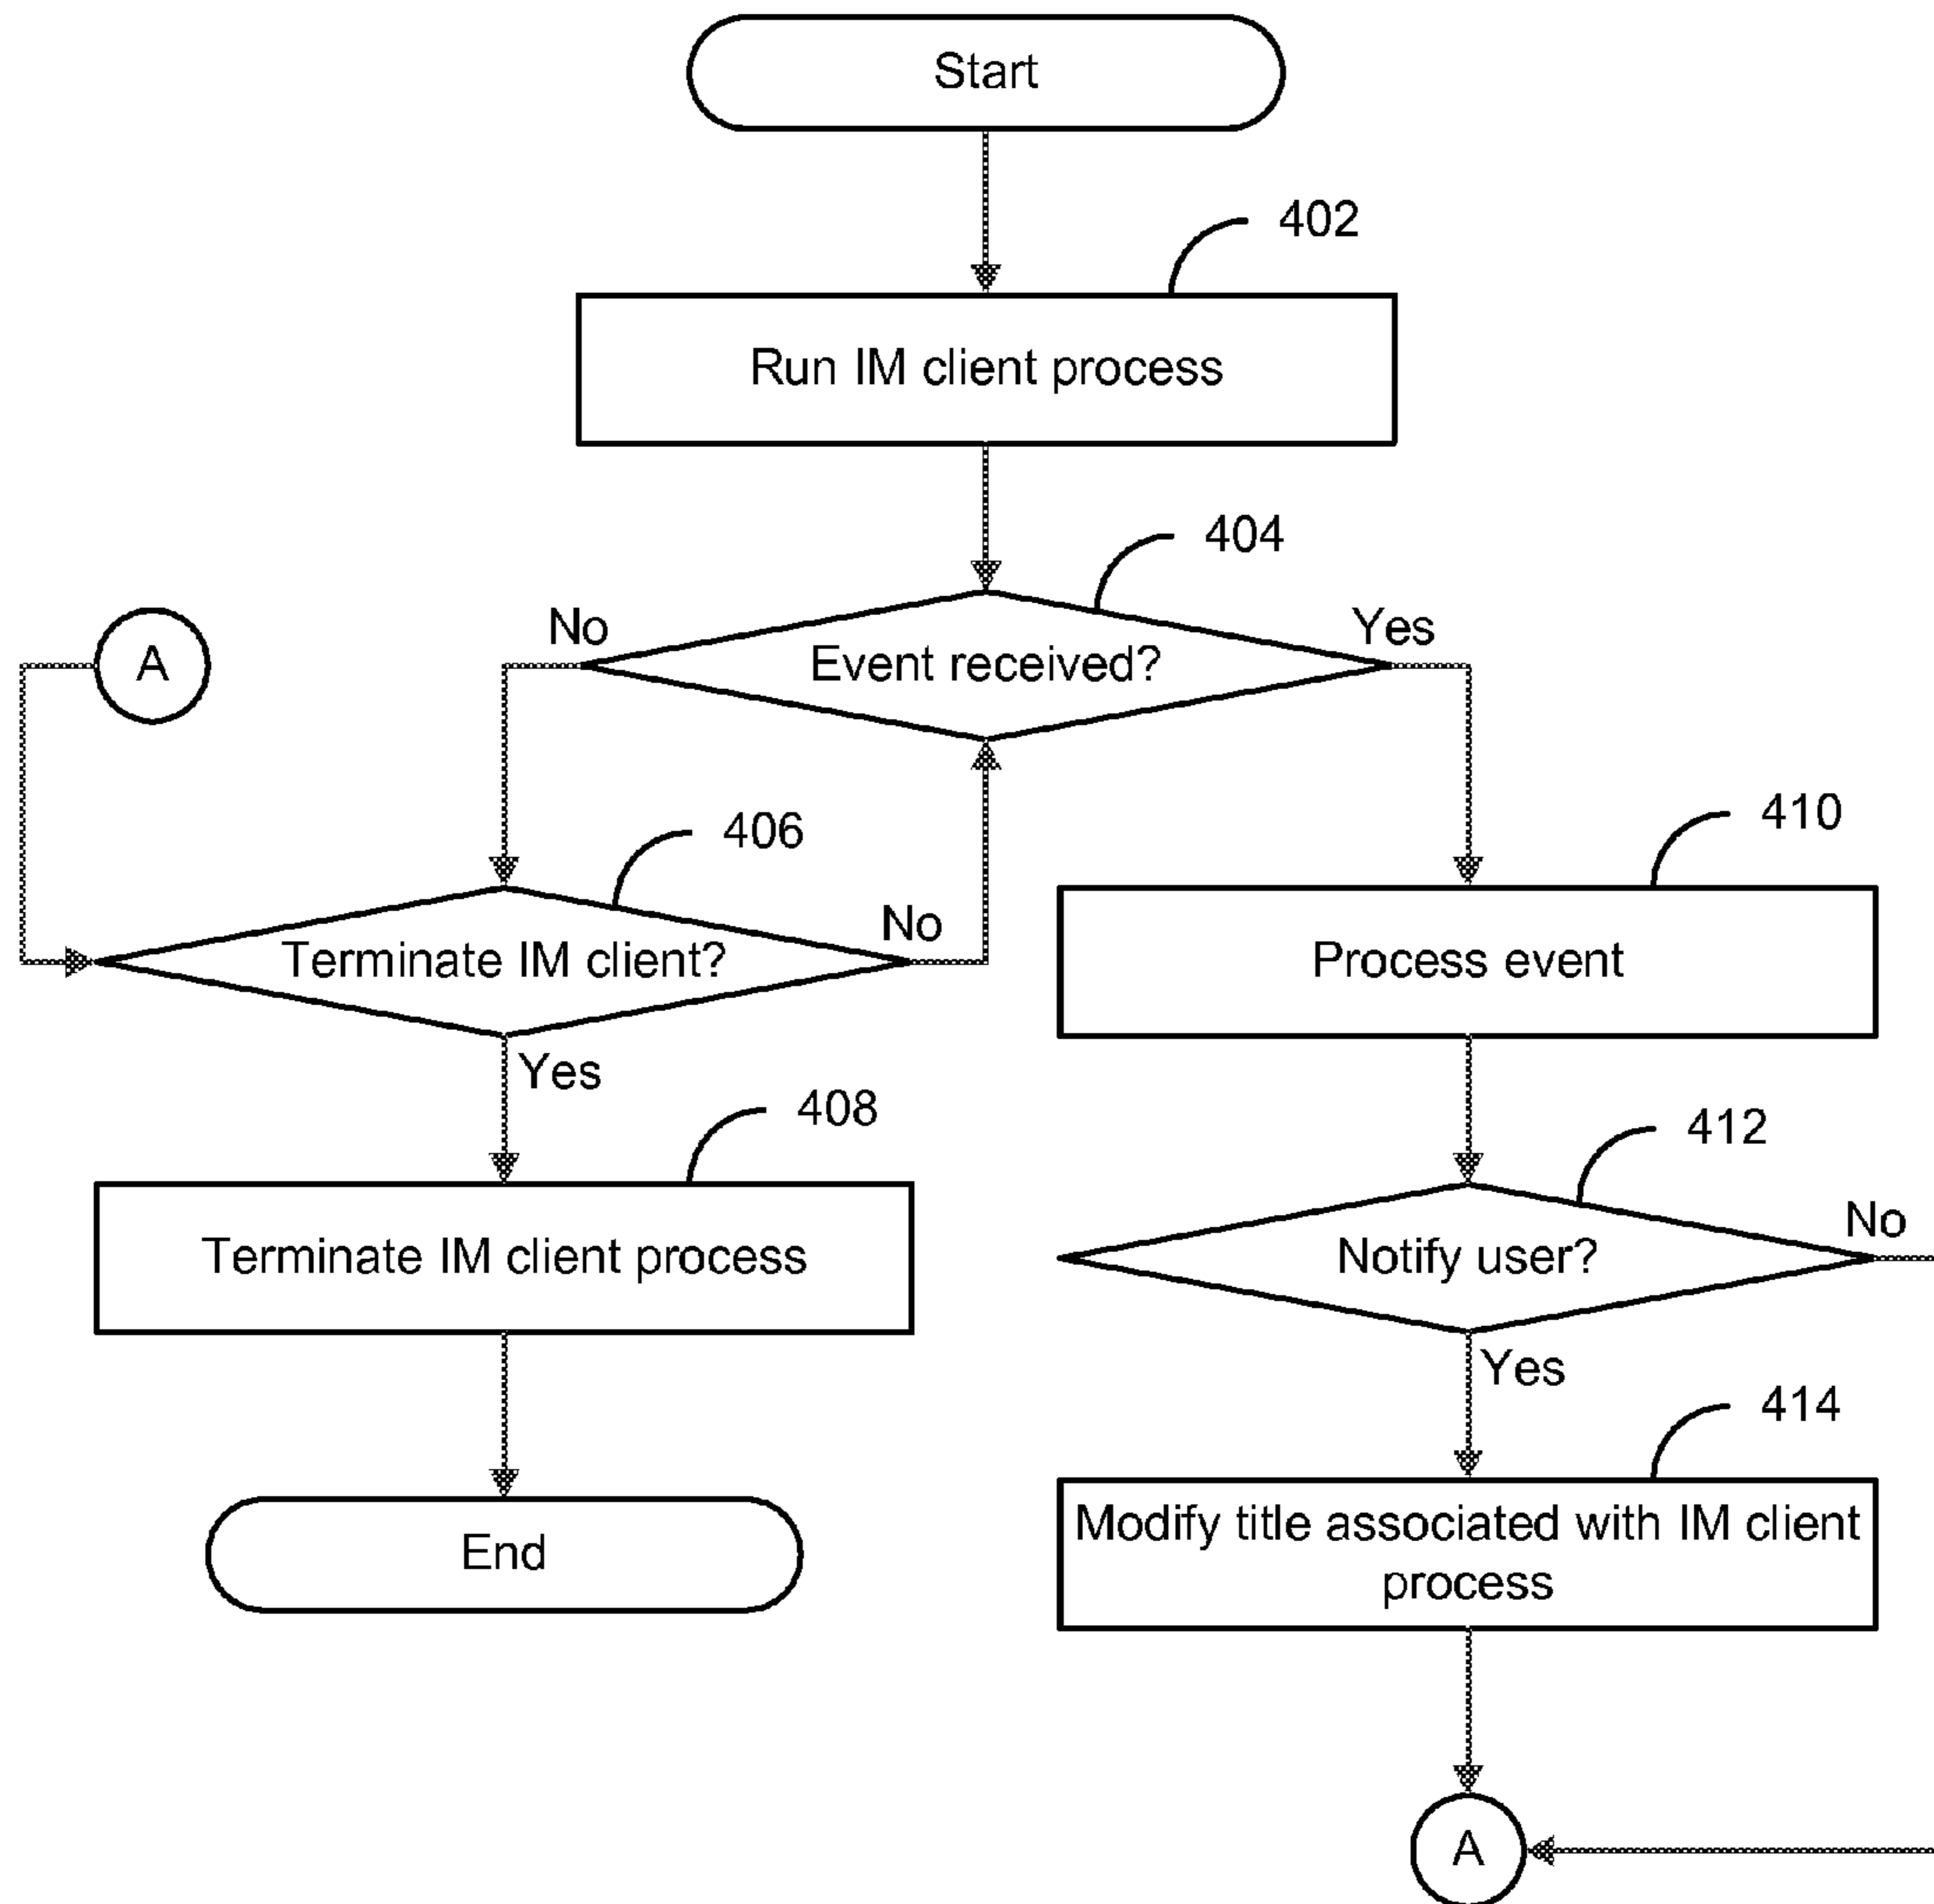 Start
402
Run IM client process
404
No
Yes
Event received?
A
406
410
No
Terminate IM client?
Process event
Yes
408
412
No
Terminate IM client process
Notify user?
Yes
414
Modify title associated with IM client
process
End
A